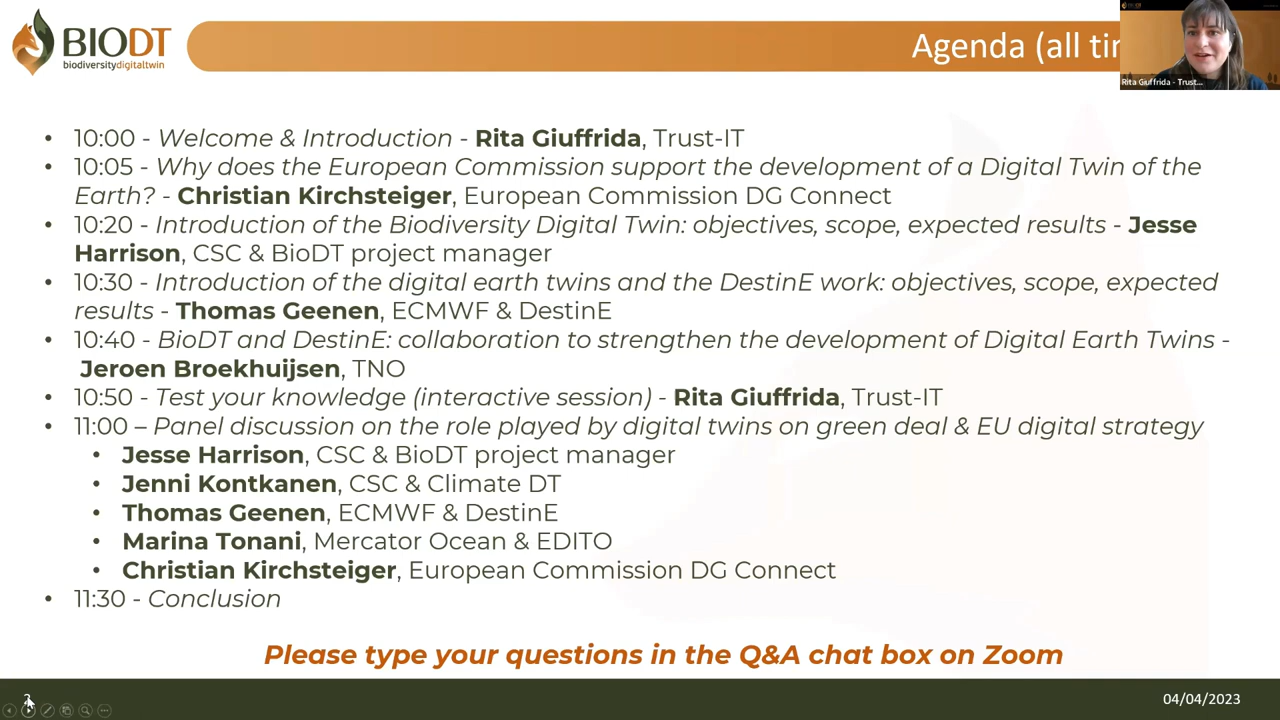 BIODT
biodiversitydigitaltwin
Agenda (all
Rita Giuffrida - Trust...
• 10:00 - Welcome & Introduction - Rita Giuffrida, Trust-IT
• 10:05 - Why does the European Commission support the development of a Digital Twin of the
Earth? - Christian Kirchsteiger, European Commission DG Connect
• 10:20 - Introduction of the Biodiversity Digital Twin: objectives, scope, expected results - Jesse
Harrison, CSC & BioDT project manager
• 10:30 - Introduction of the digital earth twins and the DestinE work: objectives, scope, expected
results - Thomas Geenen, ECMWF & DestinE
• 10:40 - BioDT and DestinE: collaboration to strengthen the development of Digital Earth Twins -
Jeroen Broekhuijsen, TNO
• 10:50 - Test your knowledge (interactive session) - Rita Giuffrida, Trust-IT
• 11:00 – Panel discussion on the role played by digital twins on green deal & EU digital strategy
• Jesse Harrison, CSC & BioDT project manager
• Jenni Kontkanen, CSC & Climate DT
• Thomas Geenen, ECMWF & DestinE
• Marina Tonani, Mercator Ocean & EDITO
• Christian Kirchsteiger, European Commission DG Connect
• 11:30 - Conclusion
Please type your questions in the Q&A chat box on Zoom
04/04/2023